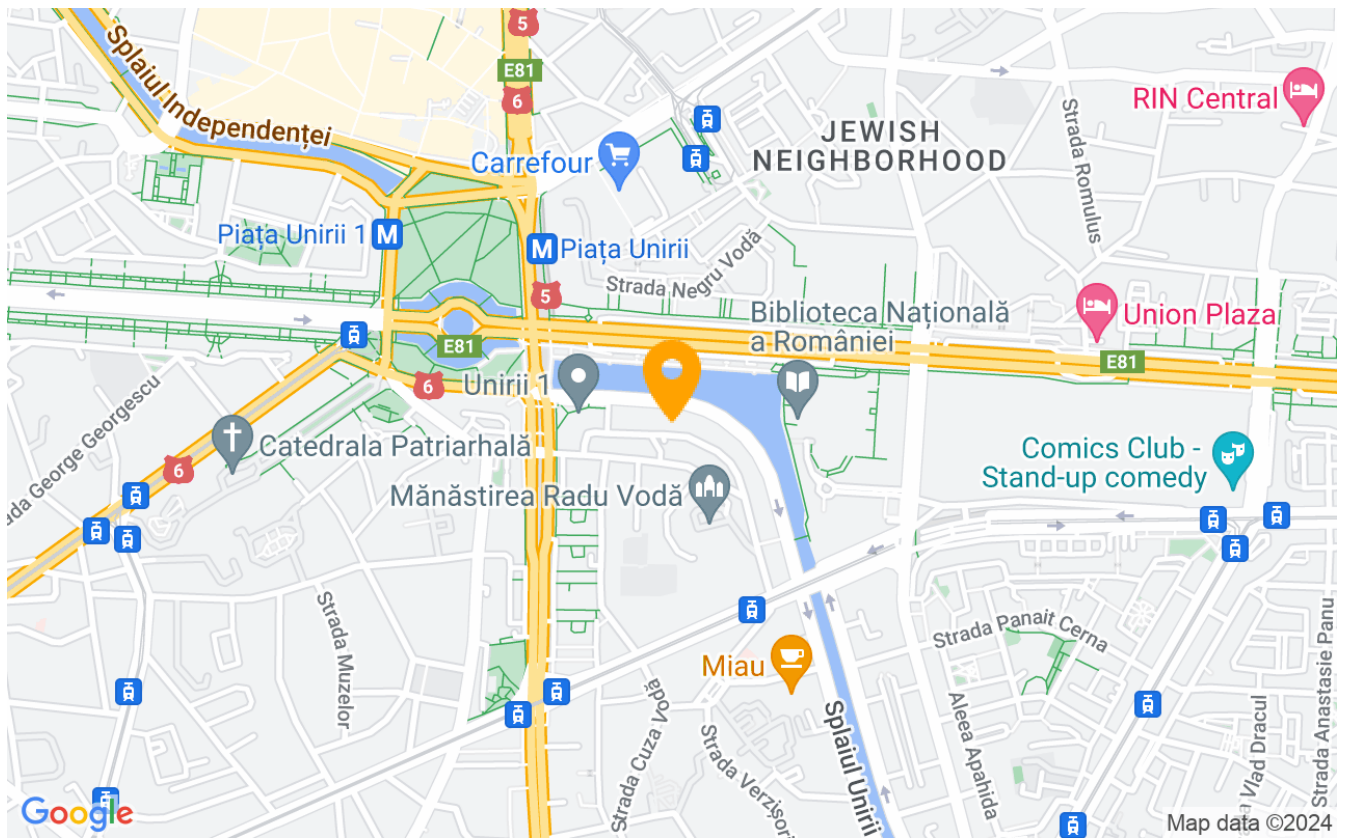 5
E81
6
Splaiul Independenței
RIN Central
JEWISH
NEIGHBORHOOD
Carrefour
Strada Romulus
Piața Unirii 1
M
M
Piața Unirii
Strada Negru Vodă
5
Biblioteca Națională
a României
Union Plaza
E81
E81
6
Unirii 1
Strada George Georgescu
Catedrala Patriarhală
6
Comics Club -
Stand-up comedy
Mănăstirea Radu Vodă
Strada Muzelor
Strada Panait Cerna
Miau
Strada Cuza Vodă
Strada Verzișori
Splaiul Unirii
Aleea Apahida
a Vlad Dracul
Strada Anastasie Panu
Google
Map data ©2024